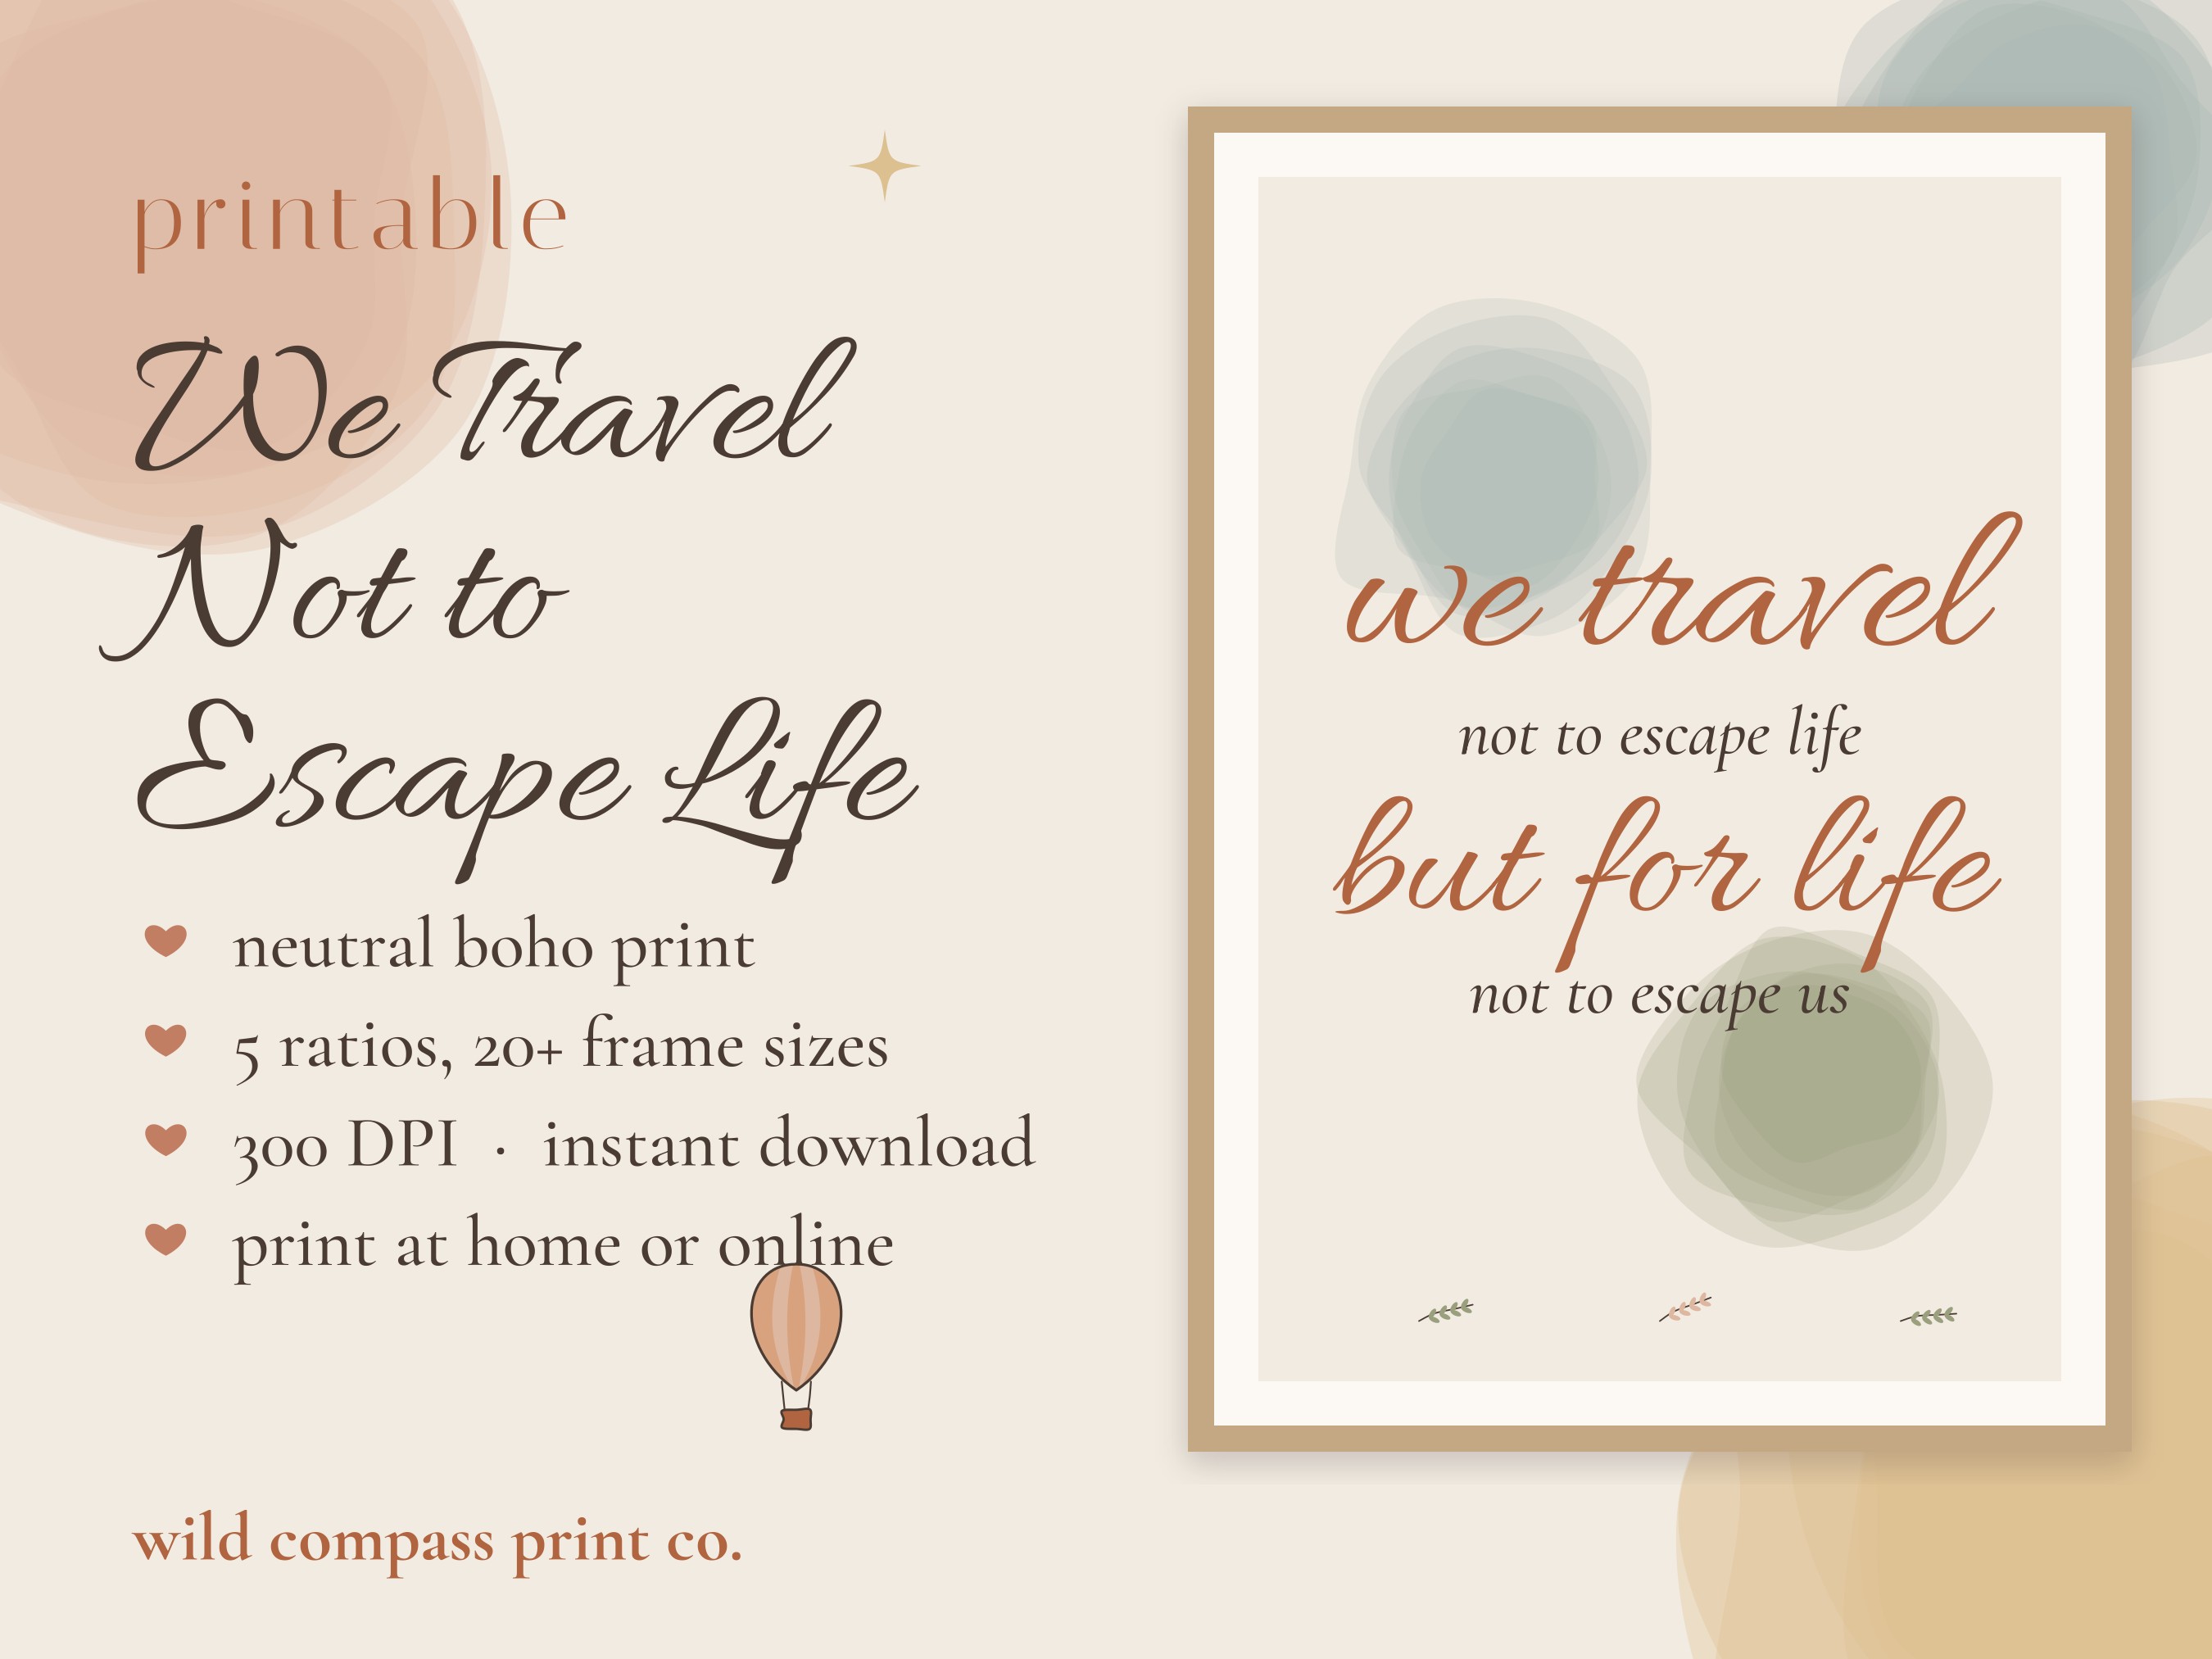 printable
We Travel
Not to
Escape Life
neutral boho print
5 ratios, 20+ frame sizes
300 DPI · instant download
print at home or online
wild compass print co.
we travel
not to escape life
but for life
not to escape us